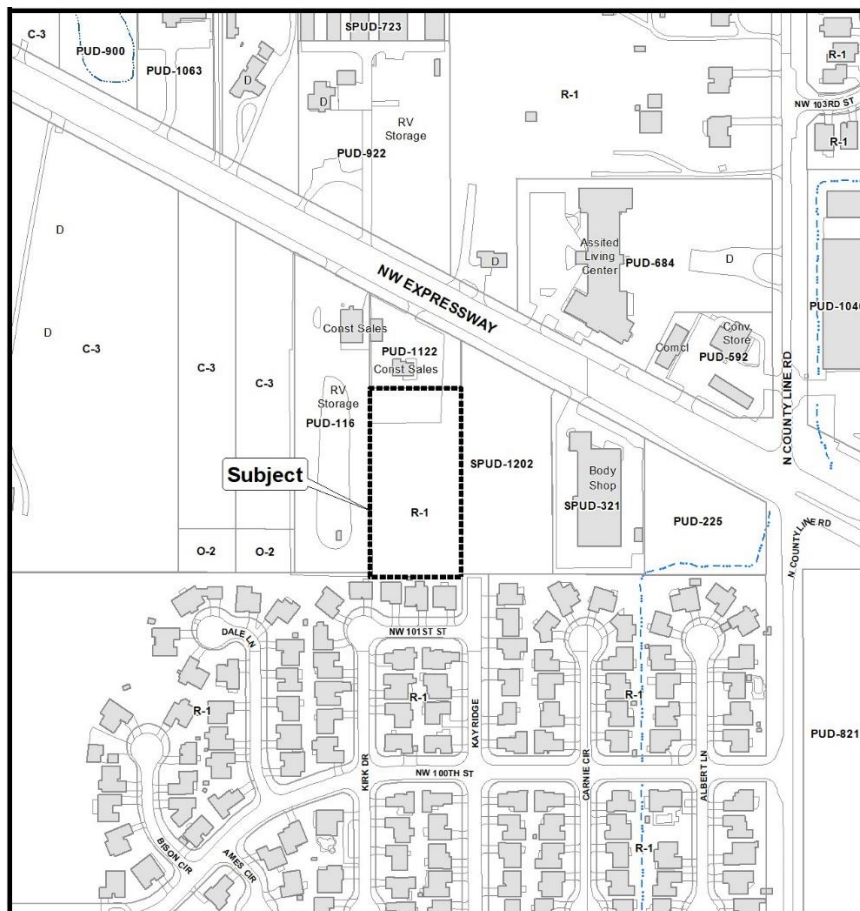 C-3
PUD-900
PUD-1063
D
SPUD-723
D
RV
Storage
PUD-922
R-1
R-1
NW 103RD ST
R-1
D
D
C-3
C-3
C-3
NW EXPRESSWAY
D
Assited
Living
Center
PUD-684
D
PUD-1040
Const Sales
PUD-1122
Const Sales
Comcl
Conv
Store
PUD-592
N COUNTY LINE RD
RV
Storage
PUD-116
Subject
R-1
SPUD-1202
Body
Shop
SPUD-321
PUD-225
N COUNTY LINE RD
O-2
O-2
DALE LN
NW 101ST ST
R-1
R-1
R-1
KAY RIDGE
KIRK DR
NW 100TH ST
CARNIE CIR
ALBERT LN
PUD-821
BISON CIR
AMES CIR
R-1